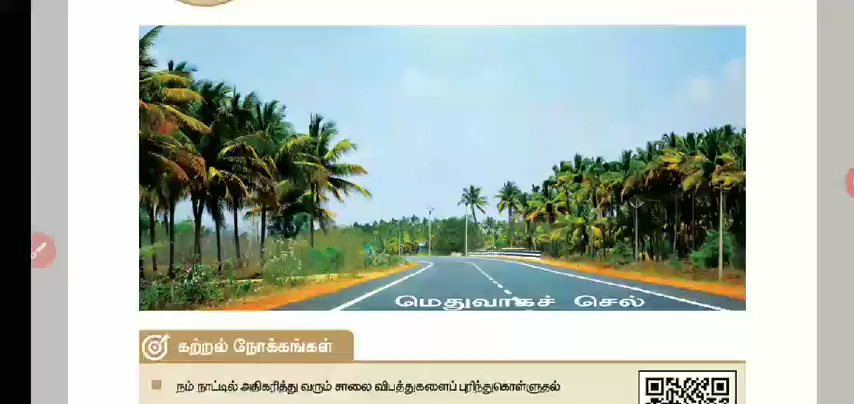 மெதுவாகச் செல்
கற்றல் நோக்கங்கள்
நம் நாட்டில் அதிகரித்து வரும் சாலை விபத்துகளைப் புரிந்துகொள்ளுதல்